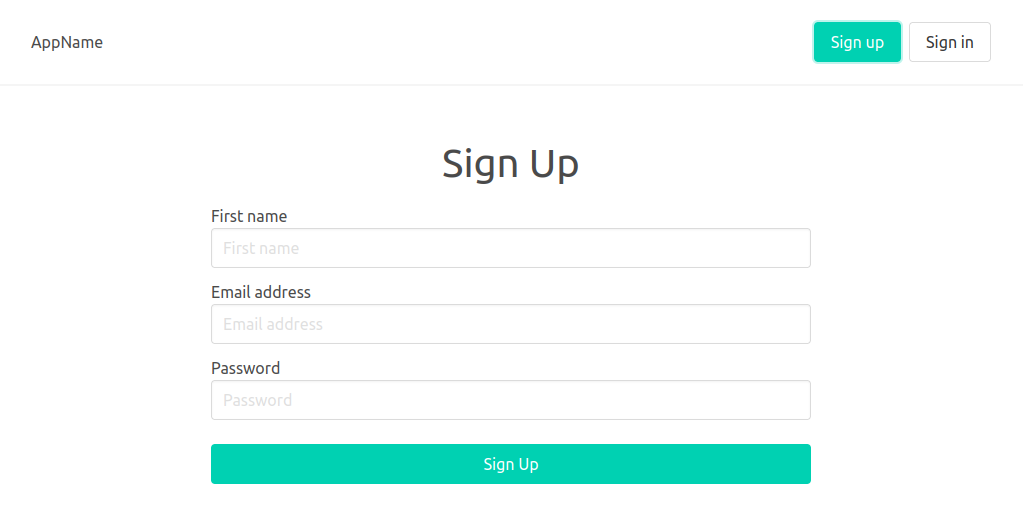 AppName
Sign up
Sign in
Sign Up
First name
First name
Email address
Email address
Password
Password
Sign Up